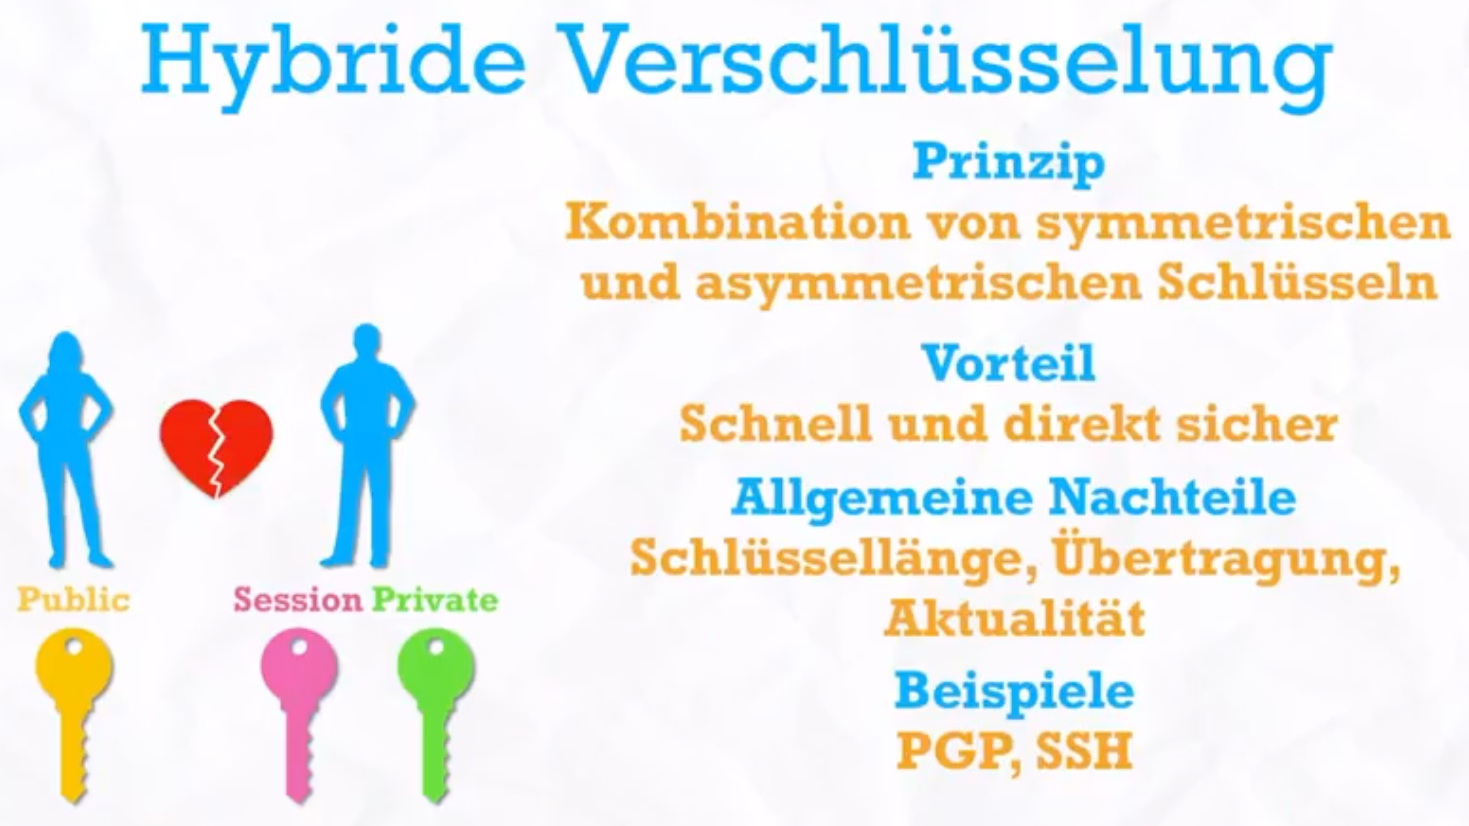 Hybride Verschlüsselung
Prinzip
Kombination von symmetrischen
und asymmetrischen Schlüsseln
Vorteil
Schnell und direkt sicher
Allgemeine Nachteile
Schlüssellänge, Übertragung,
Aktualität
Beispiele
PGP, SSH
Public
Session Private